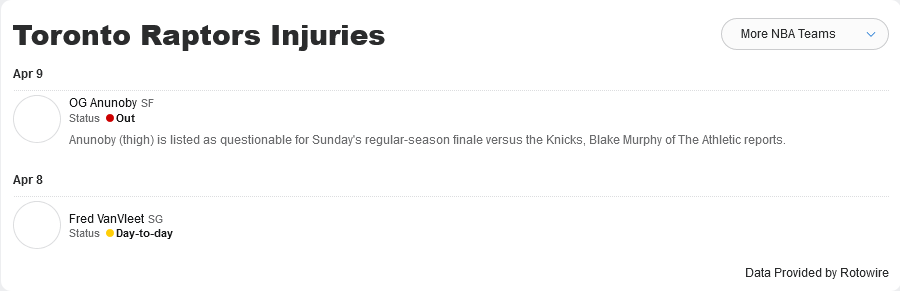 Toronto Raptors Injuries
More NBA Teams
Apr 9
OG Anunoby SF
Status Out
Anunoby (thigh) is listed as questionable for Sunday's regular-season finale versus the Knicks, Blake Murphy of The Athletic reports.
Apr 8
Fred VanVleet SG
Status Day-to-day
Data Provided by Rotowire